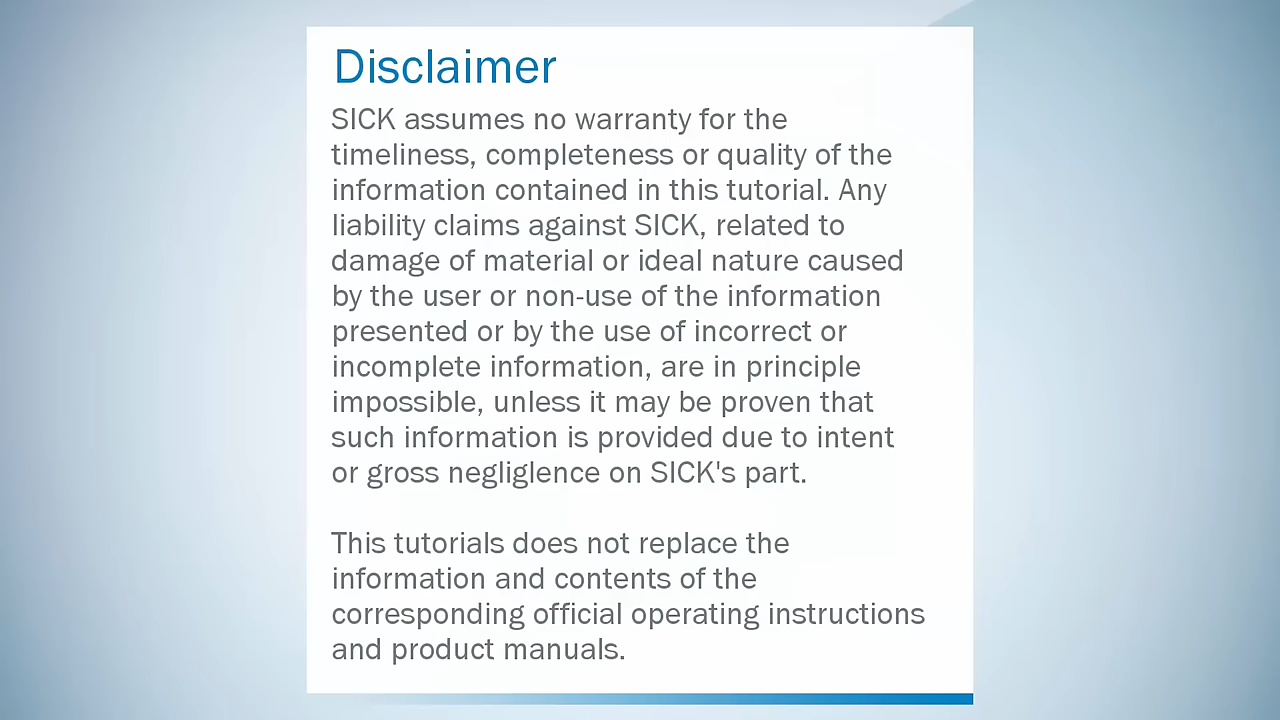 Disclaimer
SICK assumes no warranty for the
timeliness, completeness or quality of the
information contained in this tutorial. Any
liability claims against SICK, related to
damage of material or ideal nature caused
by the user or non-use of the information
presented or by the use of incorrect or
incomplete information, are in principle
impossible, unless it may be proven that
such information is provided due to intent
or gross negliglence on SICK's part.
This tutorials does not replace the
information and contents of the
corresponding official operating instructions
and product manuals.